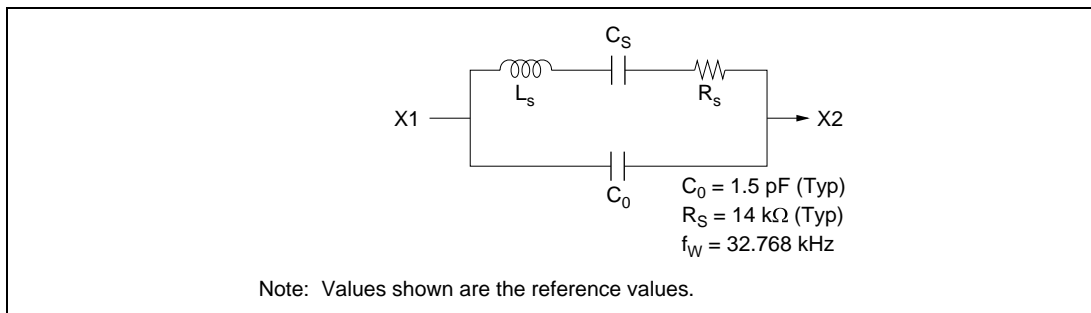 C_S
L_s
R_s
X1
X2
C_0
C_0 = 1.5 pF (Typ)
R_S = 14 kΩ (Typ)
f_W = 32.768 kHz
Note: Values shown are the reference values.